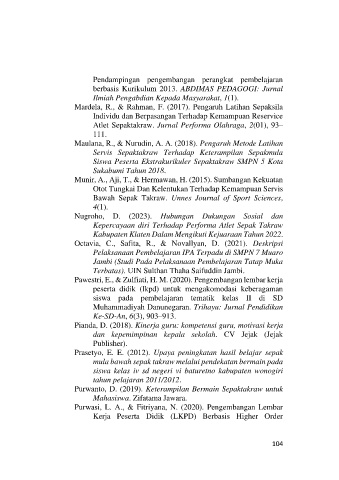 Pendampingan pengembangan perangkat pembelajaran
berbasis Kurikulum 2013. ABDIMAS PEDAGOGI: Jurnal
Ilmiah Pengabdian Kepada Masyarakat, 1(1).
Mardela, R., & Rahman, F. (2017). Pengaruh Latihan Sepaksila
Individu dan Berpasangan Terhadap Kemampuan Reservice
Atlet Sepaktakraw. Jurnal Performa Olahraga, 2(01), 93–
111.
Maulana, R., & Nurudin, A. A. (2018). Pengaruh Metode Latihan
Servis Sepaktakraw Terhadap Keterampilan Sepakmula
Siswa Peserta Ekstrakurikuler Sepaktakraw SMPN 5 Kota
Sukabumi Tahun 2018.
Munir, A., Aji, T., & Hermawan, H. (2015). Sumbangan Kekuatan
Otot Tungkai Dan Kelentukan Terhadap Kemampuan Servis
Bawah Sepak Takraw. Unnes Journal of Sport Sciences,
4(1).
Nugroho, D. (2023). Hubungan Dukungan Sosial dan
Kepercayaan diri Terhadap Performa Atlet Sepak Takraw
Kabupaten Klaten Dalam Mengikuti Kejuaraan Tahun 2022.
Octavia, C., Safita, R., & Novallyan, D. (2021). Deskripsi
Pelaksanaan Pembelajaran IPA Terpadu di SMPN 7 Muaro
Jambi (Studi Pada Pelaksanaan Pembelajaran Tatap Muka
Terbatas). UIN Sulthan Thaha Saifuddin Jambi.
Pawestri, E., & Zulfiati, H. M. (2020). Pengembangan lembar kerja
peserta didik (lkpd) untuk mengakomodasi keberagaman
siswa pada pembelajaran tematik kelas II di SD
Muhammadiyah Danunegaran. Trihayu: Jurnal Pendidikan
Ke-SD-An, 6(3), 903–913.
Pianda, D. (2018). Kinerja guru: kompetensi guru, motivasi kerja
dan kepemimpinan kepala sekolah. CV Jejak (Jejak
Publisher).
Prasetyo, E. E. (2012). Upaya peningkatan hasil belajar sepak
mula bawah sepak takraw melalui pendekatan bermain pada
siswa kelas iv sd negeri vi baturetno kabupaten wonogiri
tahun pelajaran 2011/2012.
Purwanto, D. (2019). Keterampilan Bermain Sepaktakraw untuk
Mahasiswa. Zifatama Jawara.
Purwasi, L. A., & Fitriyana, N. (2020). Pengembangan Lembar
Kerja Peserta Didik (LKPD) Berbasis Higher Order
104